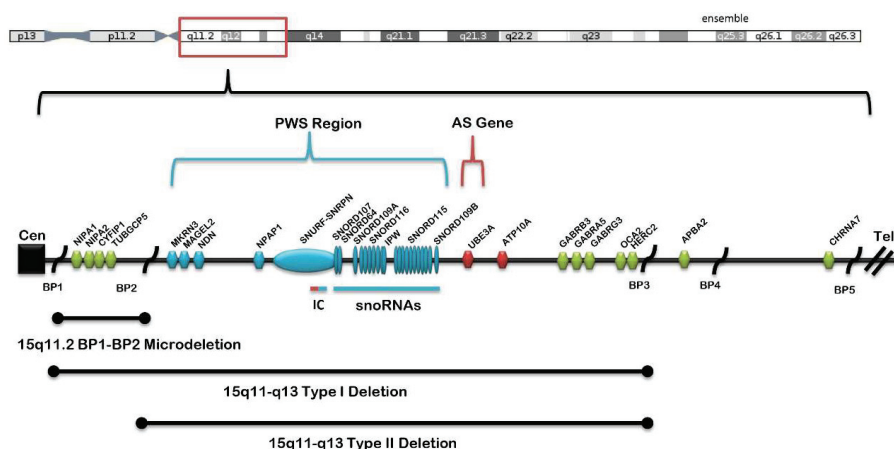 ensemble
p13 p11.2 q11.2 q12 q14 q21.1 q21.3 q22.2 q23 q25.3 q26.1 q26.2 q26.3
PWS Region AS Gene
Cen NIPA1 NIPA2 CYFIP1 TUBGCP5 MKRN3 MAGEL2 NDN NPAP1 SNURF-SNRPN SNORD107 SNORD64 SNORD109A SNORD116 IPW SNORD115 SNORD109B UBE3A ATP10A GABRB3 GABRA5 GABRG3 OCA2 HERC2 APBA2 CHRNA7 Tel
BP1 BP2 BP3 BP4 BP5
IC snoRNAs
15q11.2 BP1-BP2 Microdeletion
15q11-q13 Type I Deletion
15q11-q13 Type II Deletion